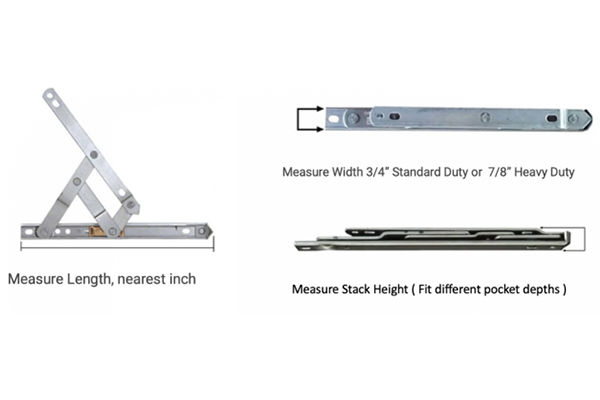 Measure Width 3/4” Standard Duty or 7/8” Heavy Duty
Measure Length, nearest inch
Measure Stack Height ( Fit different pocket depths )